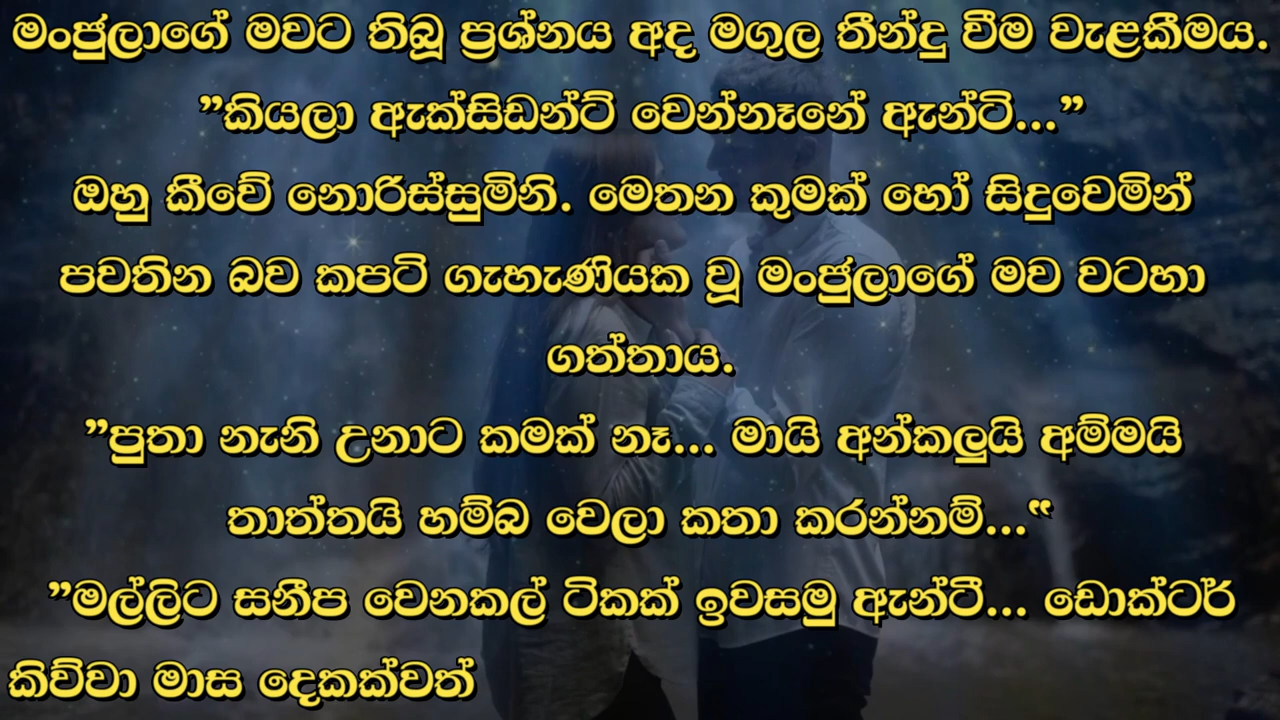 මංජුලාගේ මවට තිබූ ප්‍රශ්නය අද මගුල තීන්දු වීම වැළකීමය.
”කියලා ඇක්සිඩන්ට් වෙන්නෑනේ ඇන්ටි...”
ඔහු කීවේ නොරිස්සුමිනි. මෙතන කුමක් හෝ සිදුවෙමින්
පවතින බව කපටි ගැහැණියක වූ මංජුලාගේ මව වටහා
ගත්තාය.
”පුතා නැනි උනාට කමක් නෑ... මායි අන්කලුයි අම්මයි
තාත්තයි හම්බ වෙලා කතා කරන්නම්...“
”මල්ලිට සනීප වෙනකල් ටිකක් ඉවසමු ඇන්ටී... ඩොක්ටර්
කිව්වා මාස දෙකක්වත්